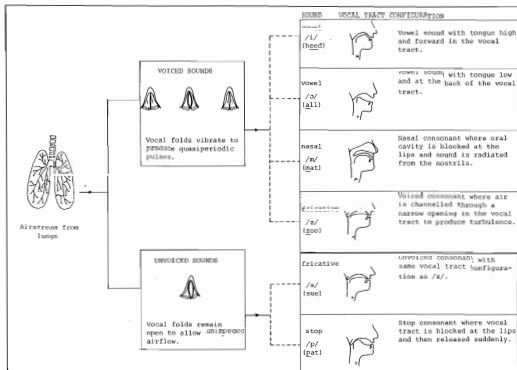 SOUND VOCAL TRACT CONFIGURATION
/i/
(heed)
Vowel sound with tongue high
and forward in the vocal
tract.
VOICED SOUNDS
Vocal folds vibrate to
produce quasiperiodic
pulses.
vowel
/ɔ/
(all)
Vowel sound with tongue low
and at the back of the vocal
tract.
nasal
/m/
(mat)
Nasal consonant where oral
cavity is blocked at the
lips and sound is radiated
from the nostrils.
Airstream from
lungs
fricative
/z/
(zoo)
Voiced consonant where air
is channelled through a
narrow opening in the vocal
tract to produce turbulence.
UNVOICED SOUNDS
Vocal folds remain
open to allow unimpeded
airflow.
fricative
/s/
(sue)
Unvoiced consonant with
same vocal tract configura-
tion as /z/.
stop
/p/
(pat)
Stop consonant where vocal
tract is blocked at the lips
and then released suddenly.